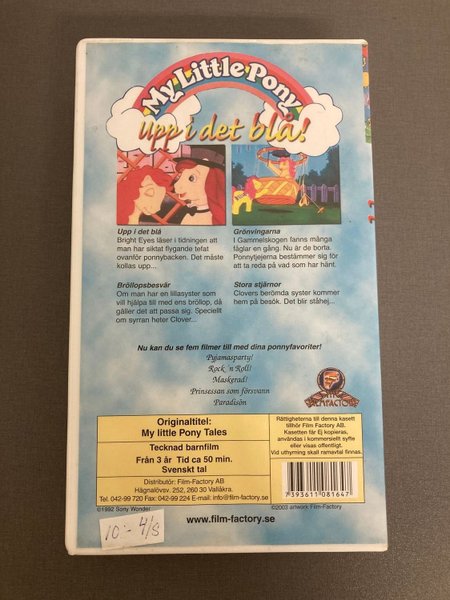 My Little Pony
Upp i det blå!
Upp i det blå
Bright Eyes läser i tidningen att
man har siktat flygande tefat
ovanför ponnybacken. Det måste
kollas upp...
Grönvingarna
I Gammelskogen fanns många
fåglar en gång. Nu är de borta.
Ponnytjejerna bestämmer sig för
att ta reda på vad som har hänt.
Bröllopsbesvär
Om man har en lillasyster som
vill hjälpa till med ens bröllop, då
gäller det att passa sig. Speciellt
om syrran heter Clover...
Stora stjärnor
Clovers berömda syster kommer
hem på besök. Det blir ståhej...
Nu kan du se fem filmer till med dina ponnyfavoriter!
Pyjamasparty!
Rock´n Roll!
Maskerad!
Prinsessan som försvann
Paradisön
FILMFACTORY
Originaltitel:
My little Pony Tales
Tecknad barnfilm
Från 3 år Tid ca 50 min.
Svenskt tal
Distributör: Film-Factory AB
Hägnalövsv. 252, 260 30 Vallåkra.
Tel. 042-99 720 Fax: 042-99 224 E-mail: info@film-factory.se
©1992 Sony Wonder
Rättigheterna till denna kasett
tillhör Film Factory AB.
Kasetten får Ej kopieras,
användas i kommersiellt syfte
eller visas offentligt.
Vid uthyrning skall ramavtal finnas.
7393611081647
©2003 artwork Film-Factory
www.film-factory.se
10:- 4/s